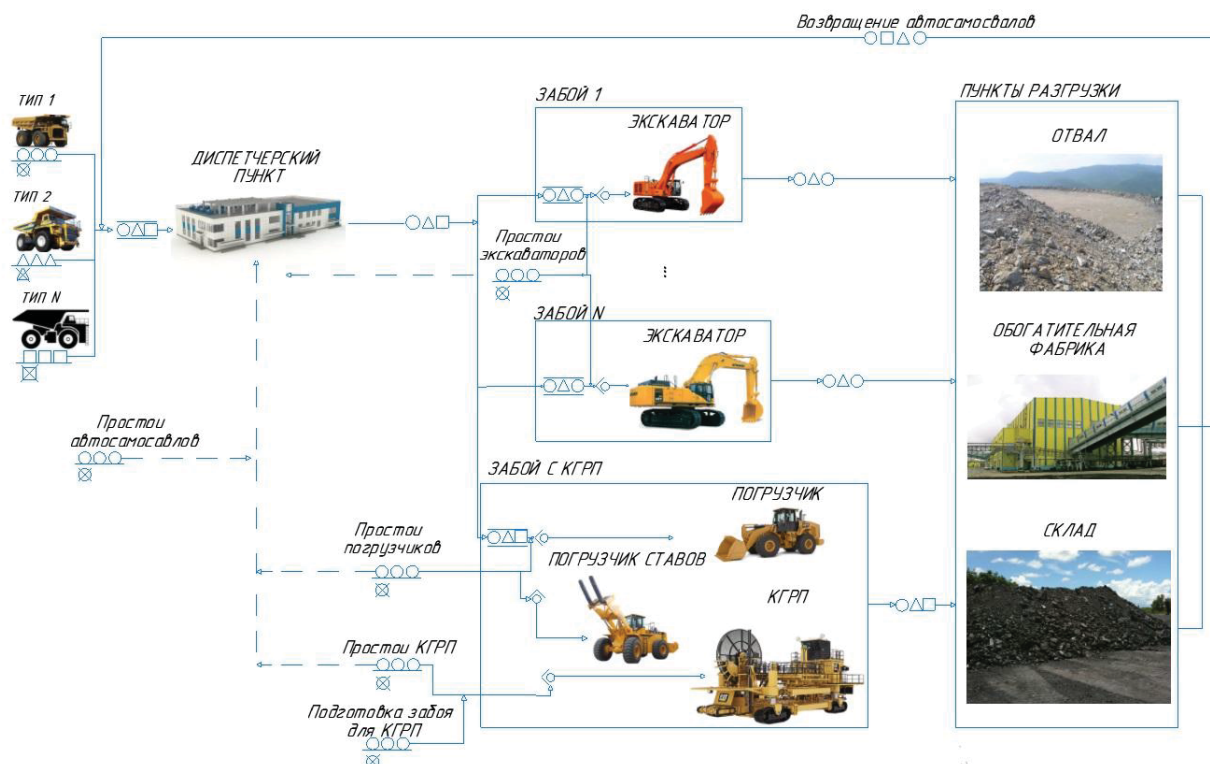 Возвращение автосамосвалов
ТИП 1
ТИП 2
ТИП N
ДИСПЕТЧЕРСКИЙ
ПУНКТ
ЗАБОЙ 1
ЭКСКАВАТОР
Простои
экскаваторов
...
ЗАБОЙ N
ЭКСКАВАТОР
ПУНКТЫ РАЗГРУЗКИ
ОТВАЛ
ОБОГАТИТЕЛЬНАЯ
ФАБРИКА
СКЛАД
Простои
автосамосавлов
ЗАБОЙ С КГРП
ПОГРУЗЧИК
ПОГРУЗЧИК СТАВОВ
КГРП
Простои
погрузчиков
Простои КГРП
Подготовка забоя
для КГРП